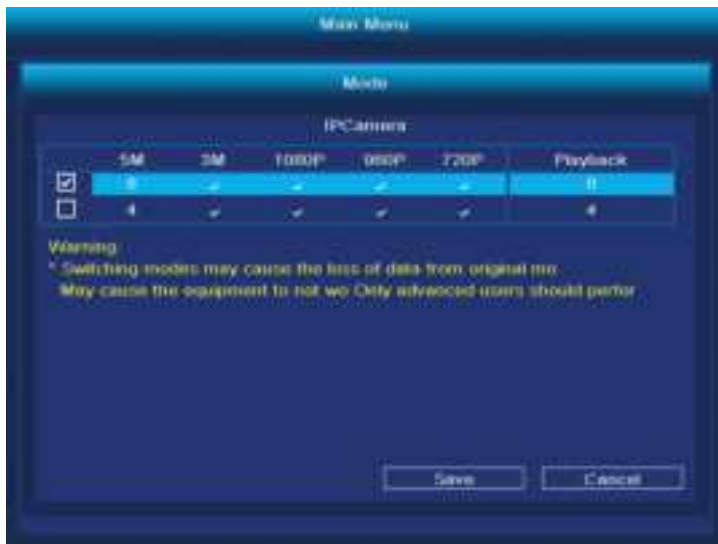 Main Menu
Mode
IPCamera
5M 3M 1080P 960P 720P Playback
4 4
Warning
* Switching modes may cause the loss of data from original mo
May cause the equipment to not wo Only advanced users should perfor
Save Cancel